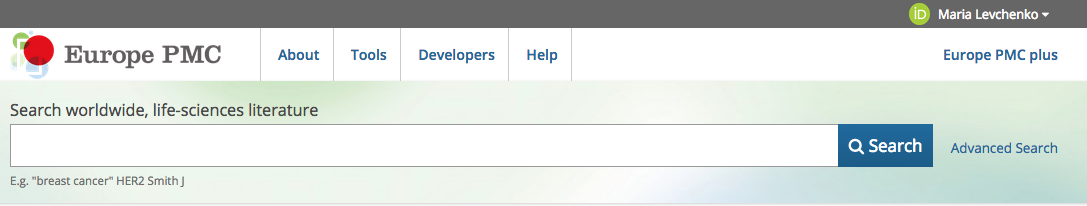 iD Maria Levchenko
Europe PMC About Tools Developers Help Europe PMC plus
Search worldwide, life-sciences literature
Search Advanced Search
E.g. "breast cancer" HER2 Smith J